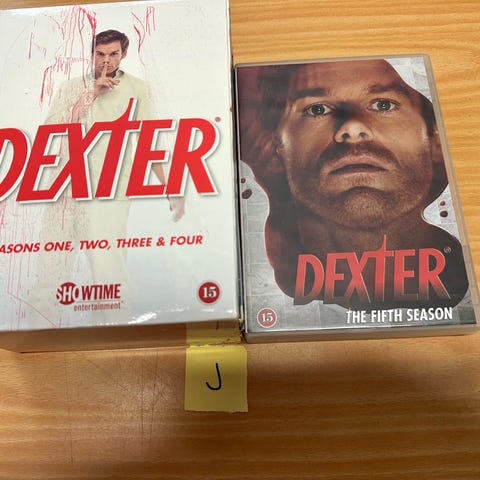 DEXTER
ASONS ONE, TWO, THREE & FOUR
SHOWTIME
entertainment
15
DEXTER
15
THE FIFTH SEASON
J